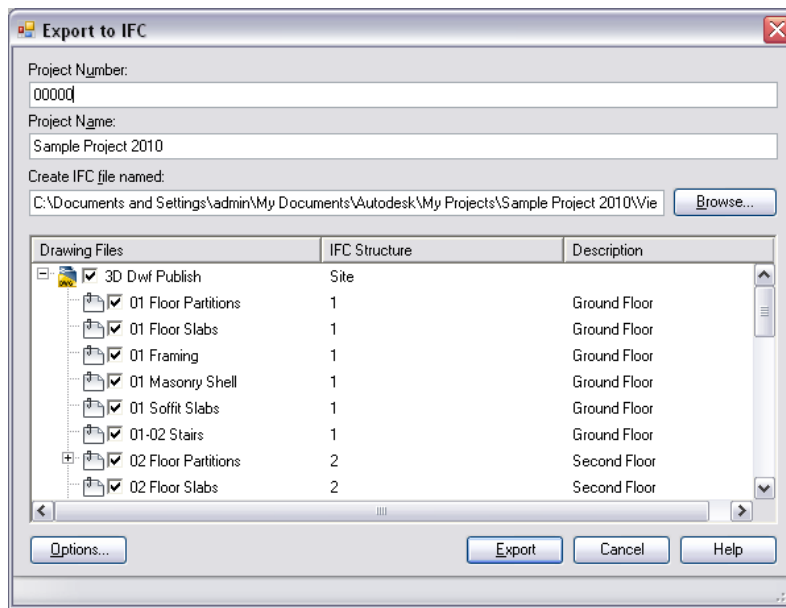 Export to IFC
Project Number:
00000
Project Name:
Sample Project 2010
Create IFC file named:
C:\Documents and Settings\admin\My Documents\Autodesk\My Projects\Sample Project 2010\Vie Browse...
Drawing Files IFC Structure Description
3D Dwf Publish Site
01 Floor Partitions 1 Ground Floor
01 Floor Slabs 1 Ground Floor
01 Framing 1 Ground Floor
01 Masonry Shell 1 Ground Floor
01 Soffit Slabs 1 Ground Floor
01-02 Stairs 1 Ground Floor
02 Floor Partitions 2 Second Floor
02 Floor Slabs 2 Second Floor
Options... Export Cancel Help